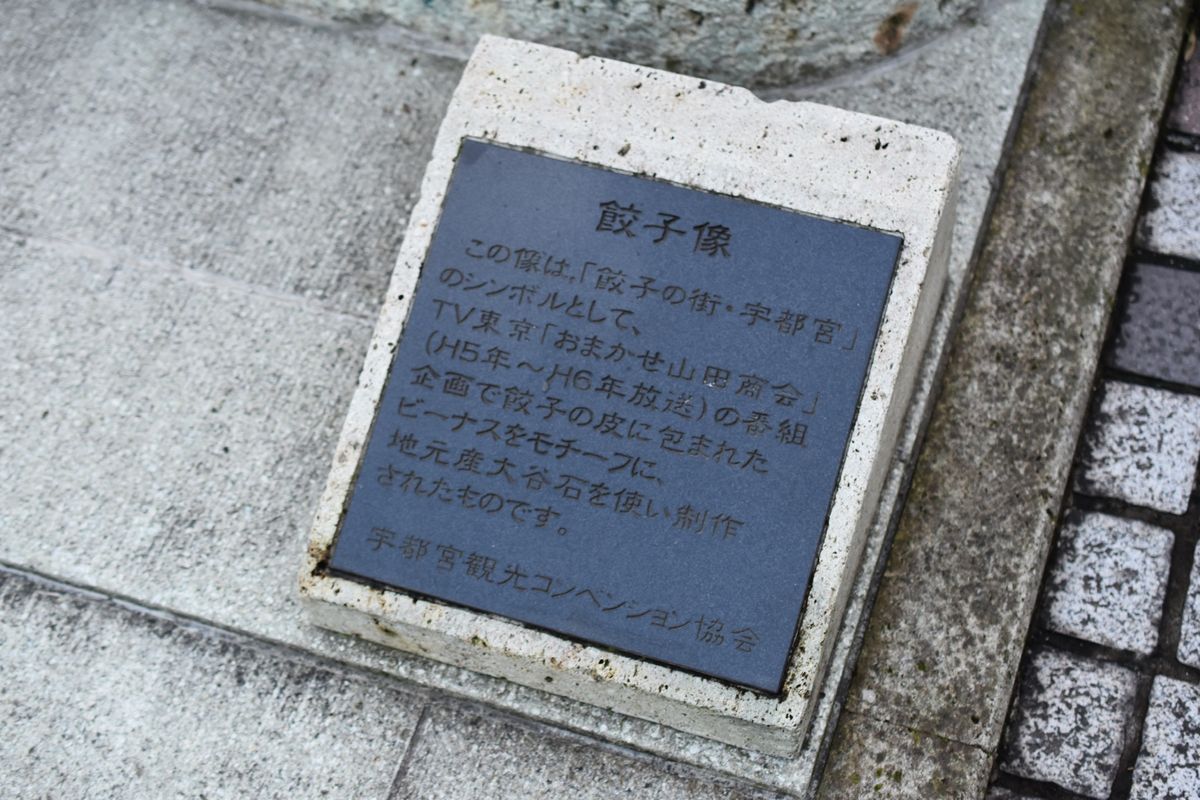 餃子像
この像は、「餃子の街・宇都宮」
のシンボルとして、
TV東京「おまかせ山田商会」
(H5年～H6年放送)の番組
企画で餃子の皮に包まれた
ビーナスをモチーフに、
地元産大谷石を使い制作
されたものです。
宇都宮観光コンベンション協会